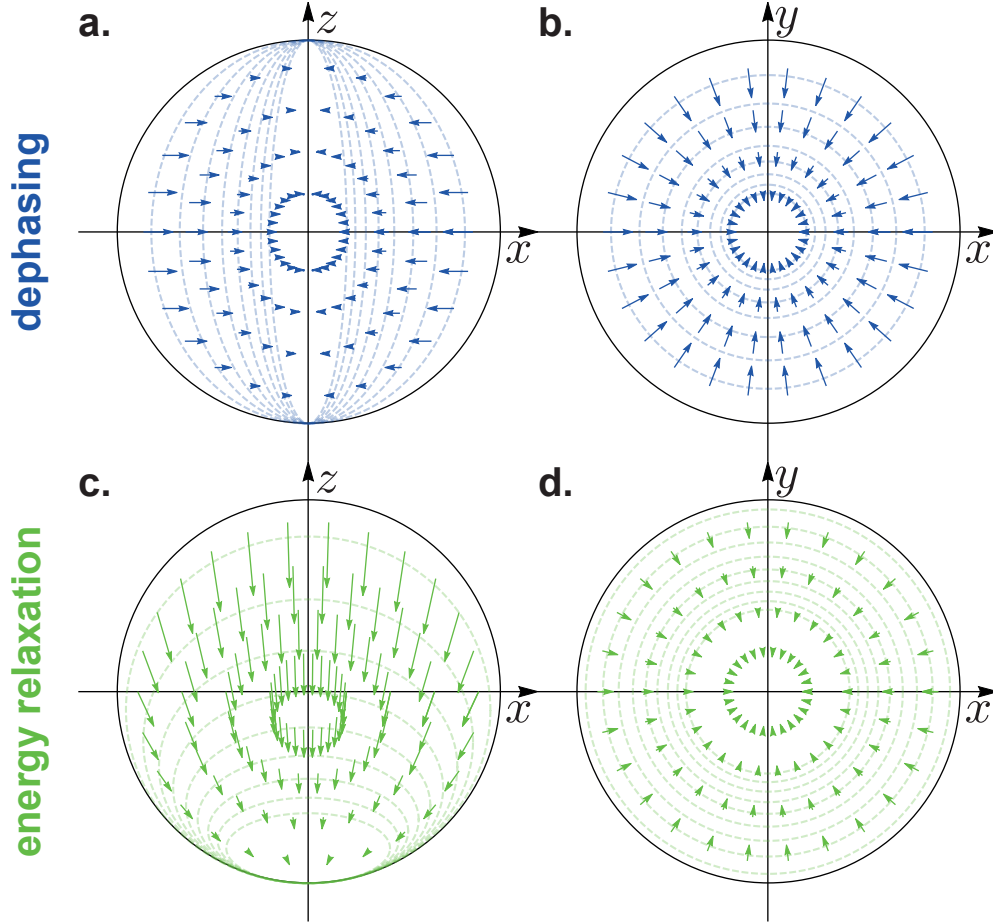 a.
z
x
b.
y
x
dephasing
c.
z
x
d.
y
x
energy relaxation